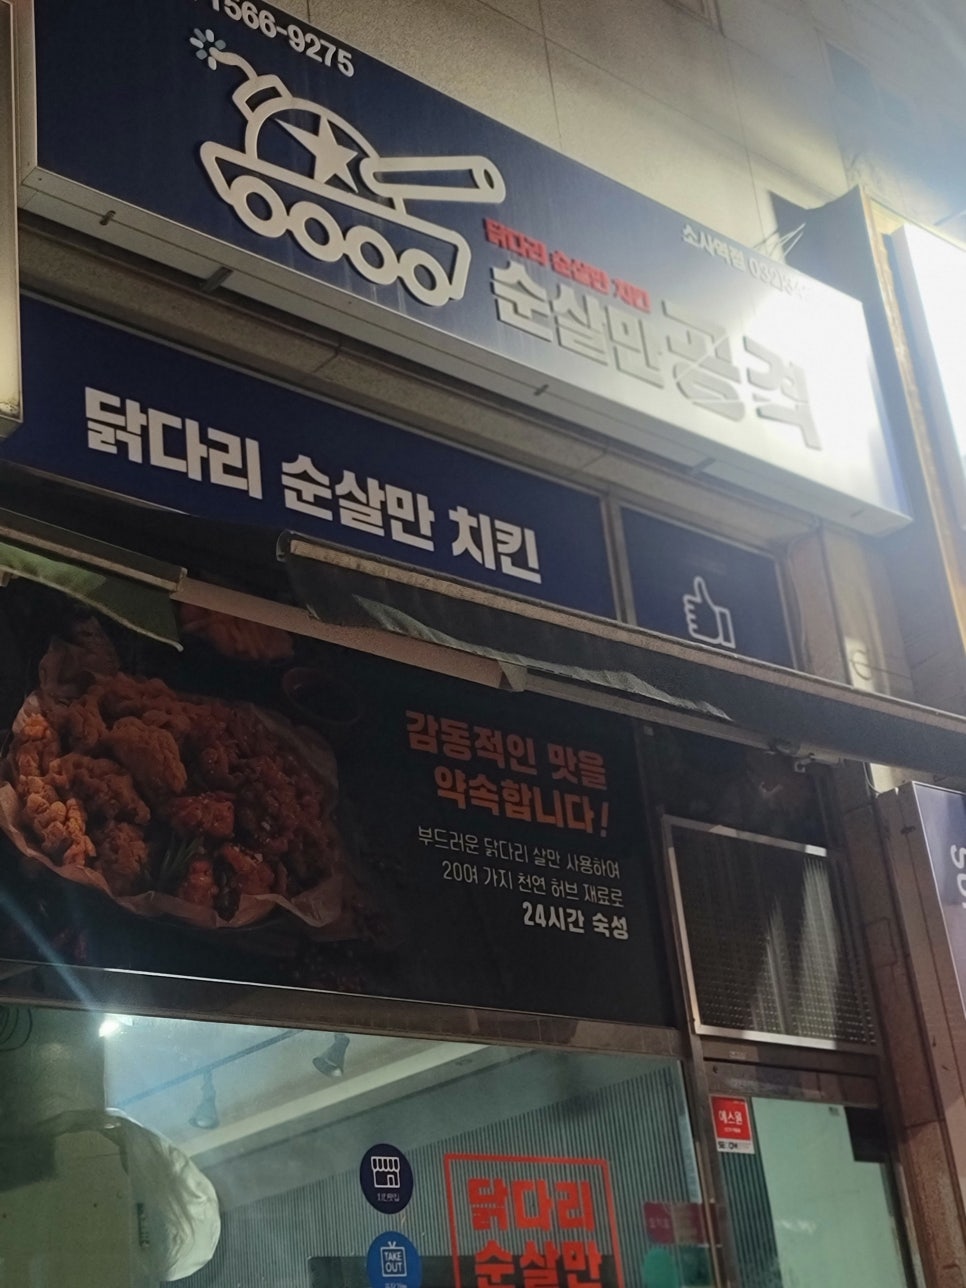 1566-9275
소사역점 032)34
닭다리 순살만 치킨
순살만공격
닭다리 순살만 치킨
감동적인 맛을
약속합니다!
부드러운 닭다리 살만 사용하여
20여 가지 천연 허브 재료로
24시간 숙성
에스원
SECOM
TAKE
OUT
닭다리
순살만